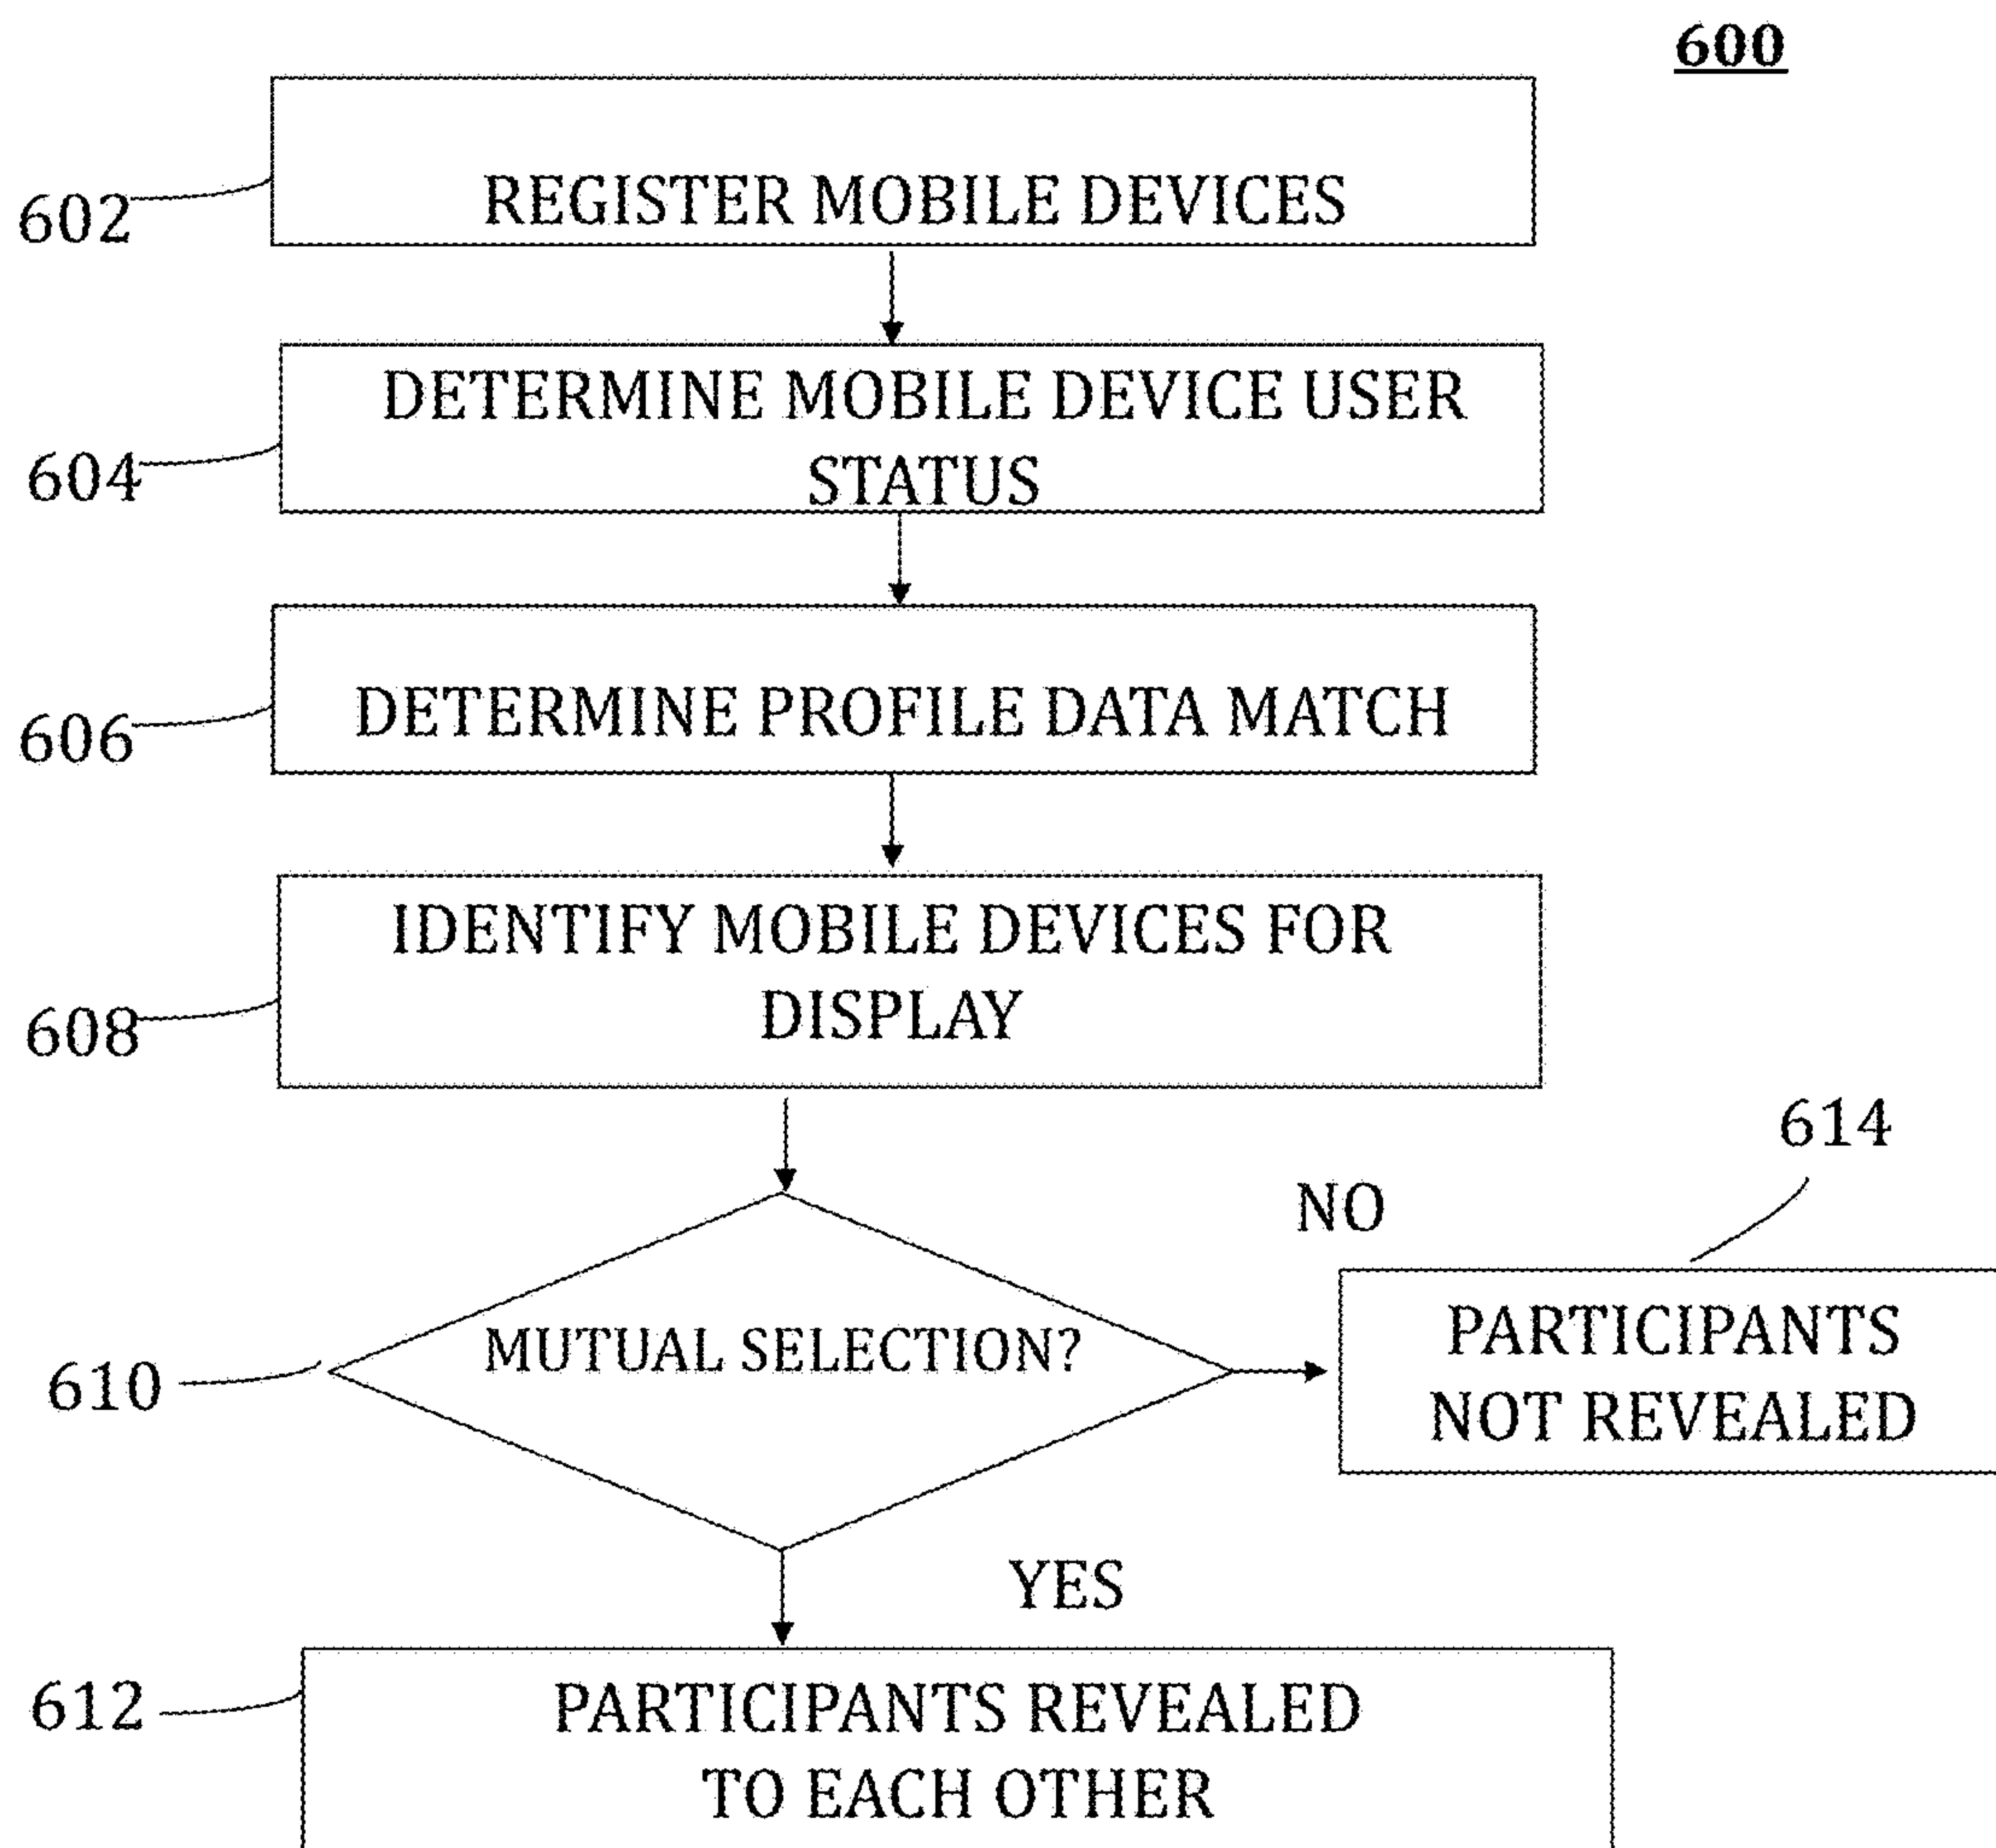 600
REGISTER MOBILE DEVICES
602
DETERMINE MOBILE DEVICE USER
STATUS
604
DETERMINE PROFILE DATA MATCH
606
IDENTIFY MOBILE DEVICES FOR
DISPLAY
608
614
NO
MUTUAL SELECTION?
610
PARTICIPANTS
NOT REVEALED
YES
612
PARTICIPANTS REVEALED
TO EACH OTHER